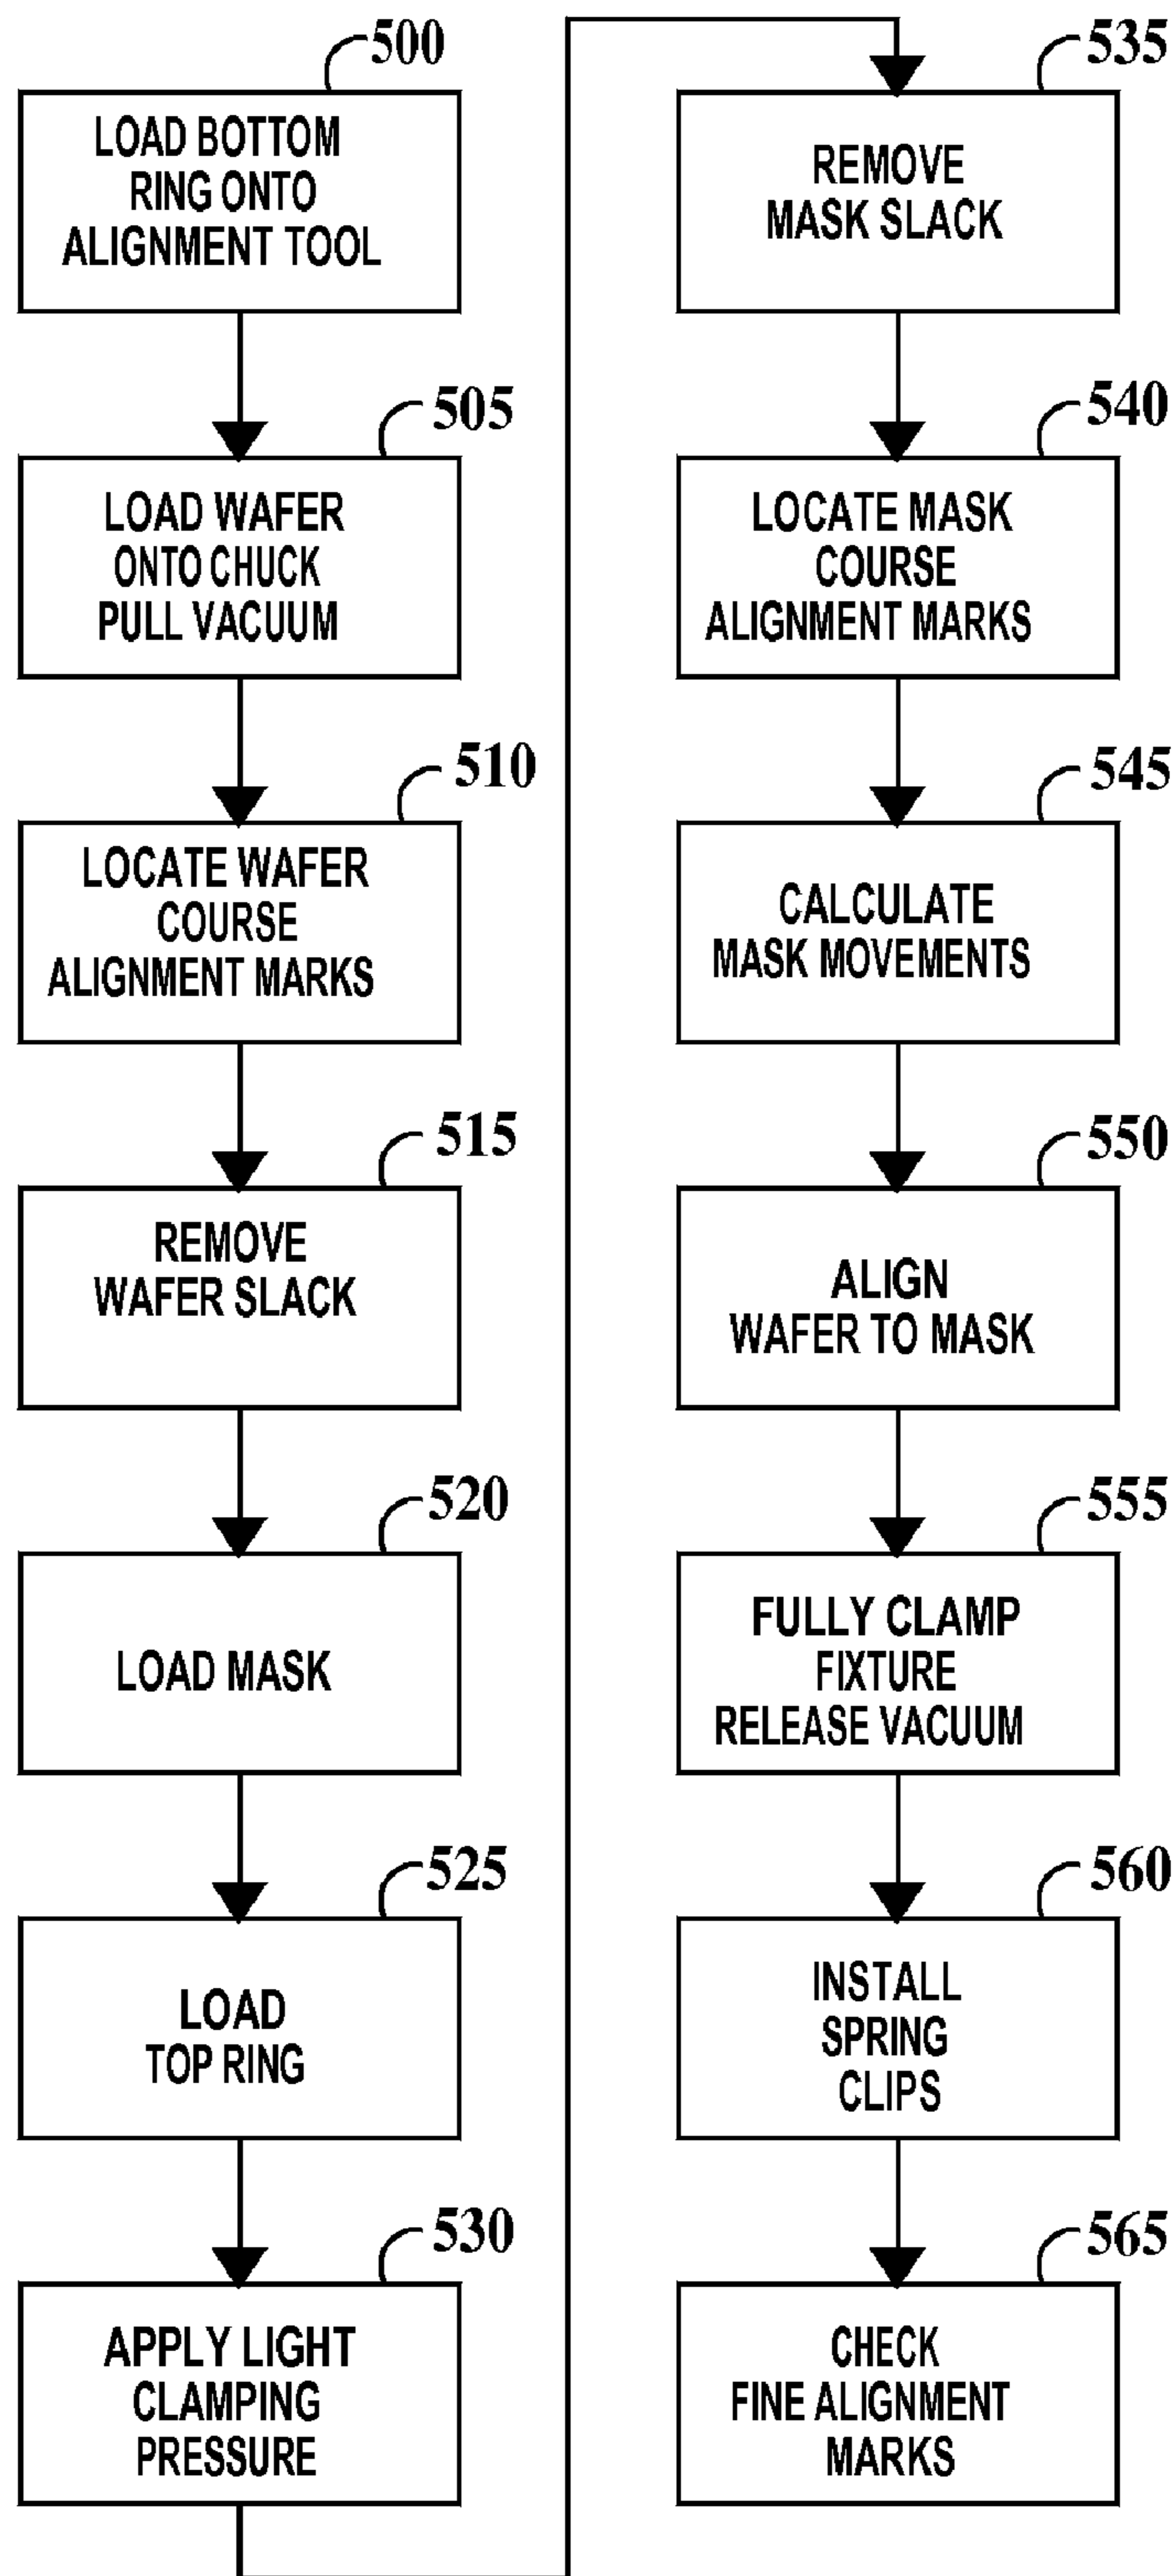 500
LOAD BOTTOM
RING ONTO
ALIGNMENT TOOL
505
LOAD WAFER
ONTO CHUCK
PULL VACUUM
510
LOCATE WAFER
COURSE
ALIGNMENT MARKS
515
REMOVE
WAFER SLACK
520
LOAD MASK
525
LOAD
TOP RING
530
APPLY LIGHT
CLAMPING
PRESSURE
535
REMOVE
MASK SLACK
540
LOCATE MASK
COURSE
ALIGNMENT MARKS
545
CALCULATE
MASK MOVEMENTS
550
ALIGN
WAFER TO MASK
555
FULLY CLAMP
FIXTURE
RELEASE VACUUM
560
INSTALL
SPRING
CLIPS
565
CHECK
FINE ALIGNMENT
MARKS